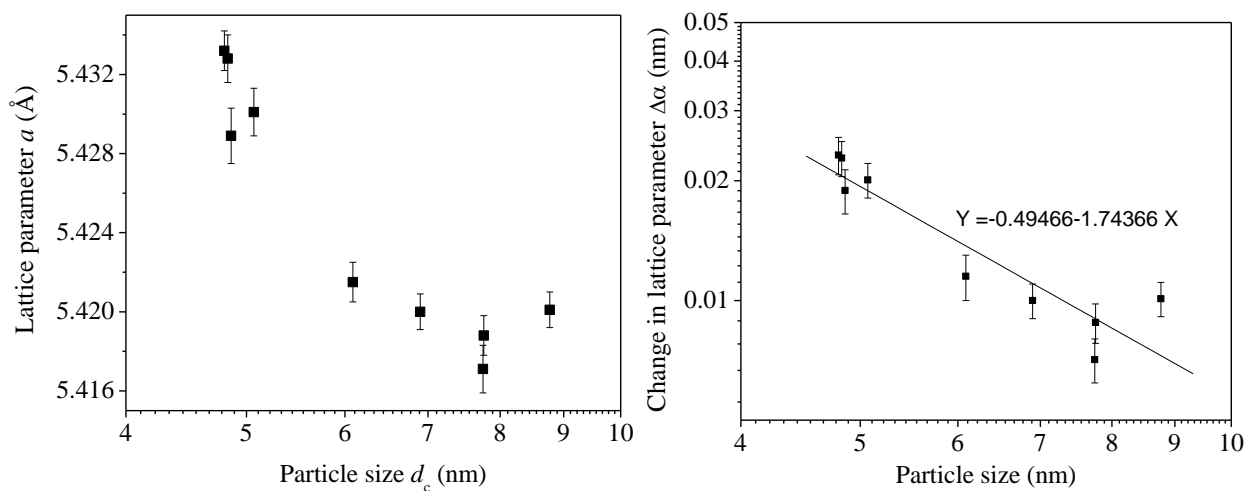 Lattice parameter a (Å)
5.432
5.428
5.424
5.420
5.416
4 5 6 7 8 9 10
Particle size d_c (nm)
Change in lattice parameter Δα (nm)
0.05
0.04
0.03
0.02
0.01
Y =-0.49466-1.74366 X
4 5 6 7 8 9 10
Particle size (nm)